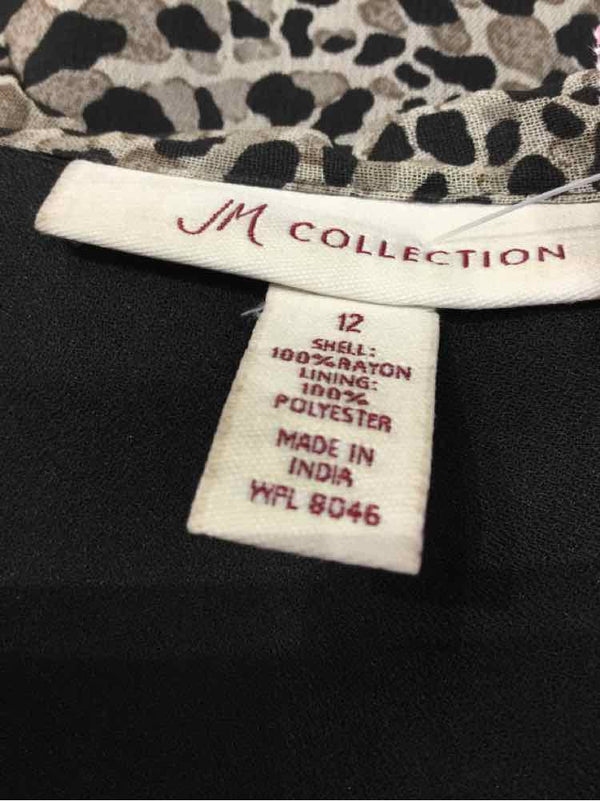 JM COLLECTION
12
SHELL:
100% RAYON
LINING:
100%
POLYESTER
MADE IN
INDIA
WPL 8046